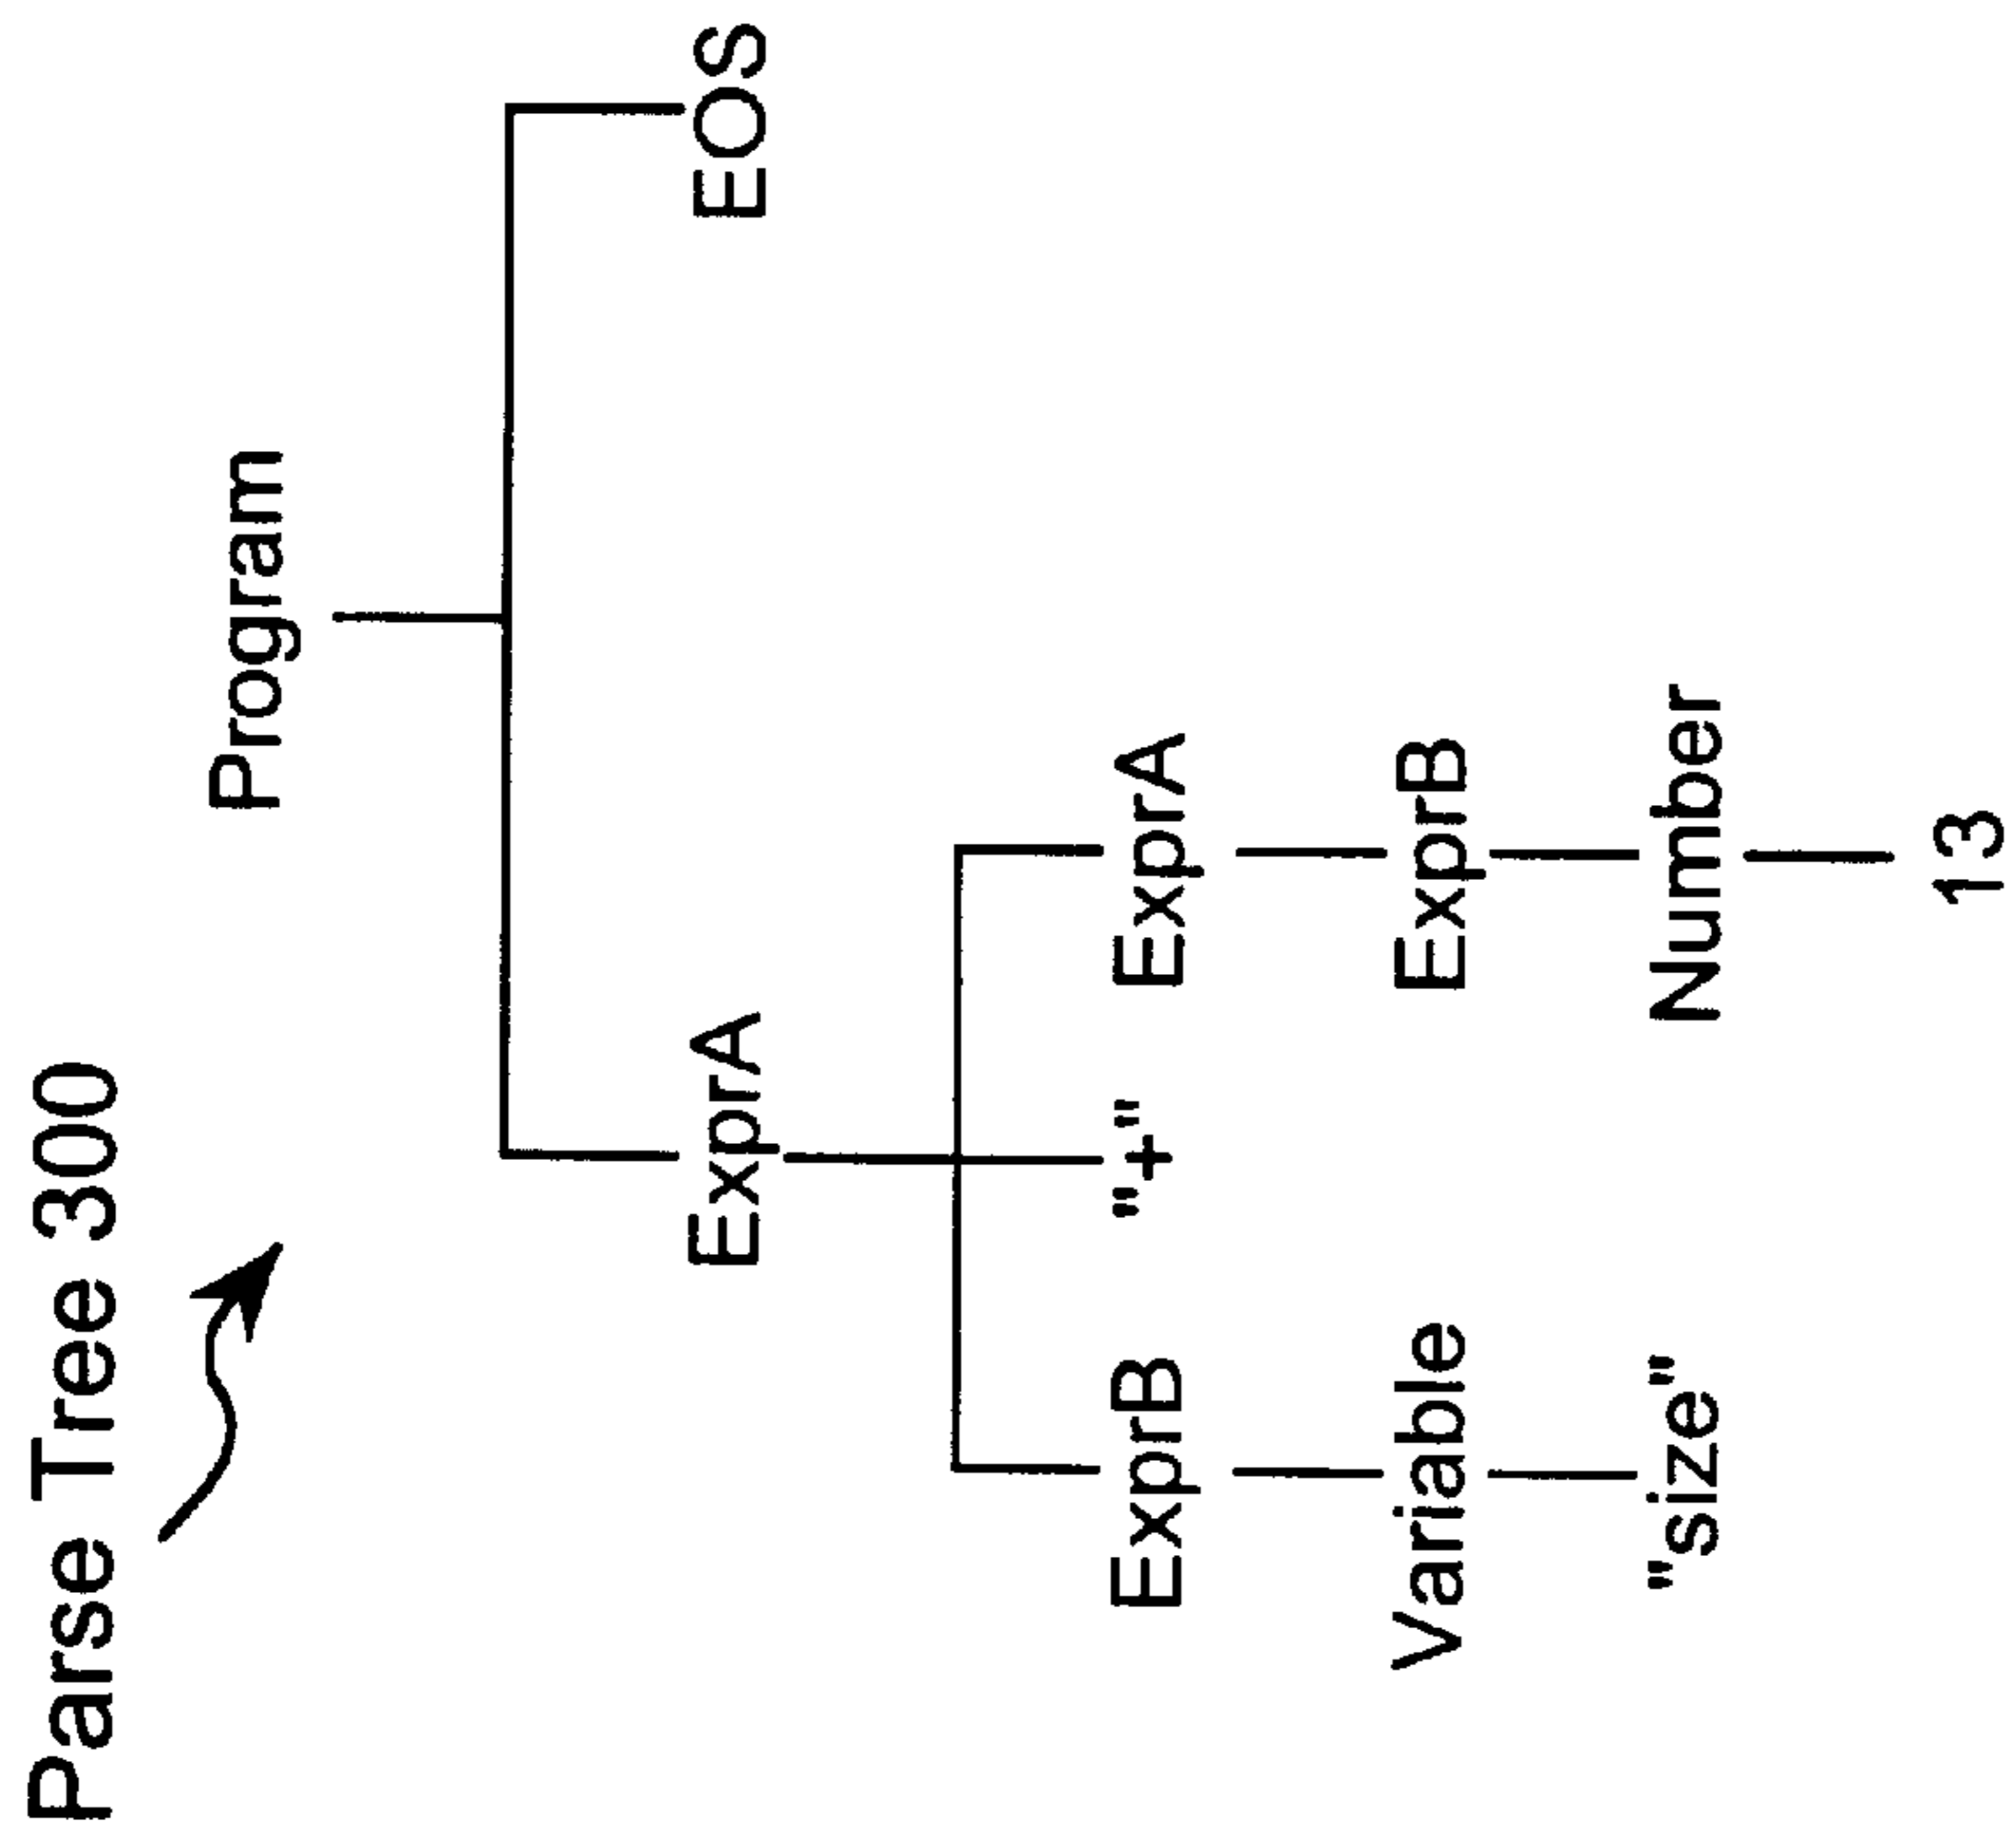 Parse Tree 300
Program
ExprA
EOS
ExprB
"+"
ExprA
Variable
ExprB
"size"
Number
13